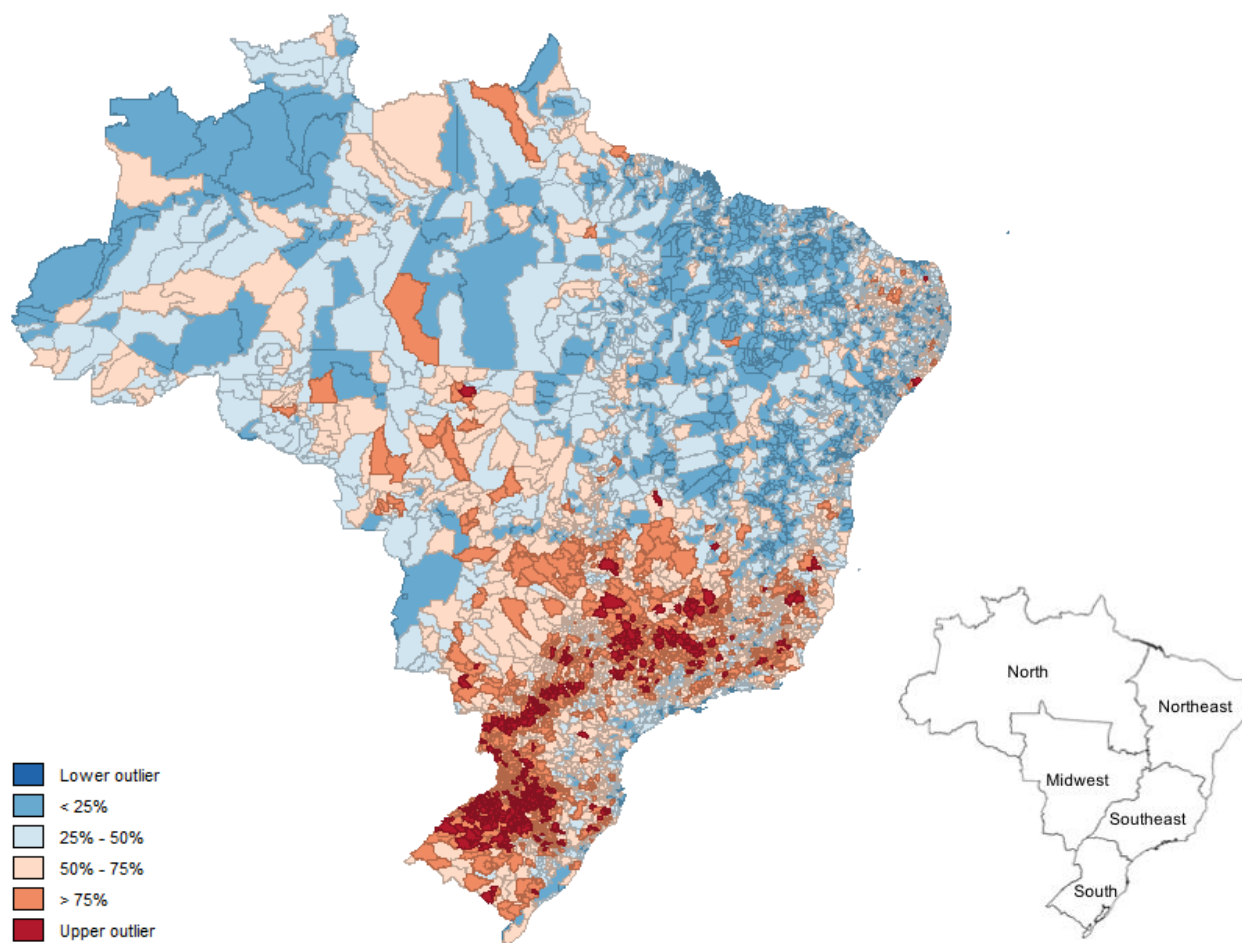 Lower outlier
< 25%
25% - 50%
50% - 75%
> 75%
Upper outlier
North
Northeast
Midwest
Southeast
South